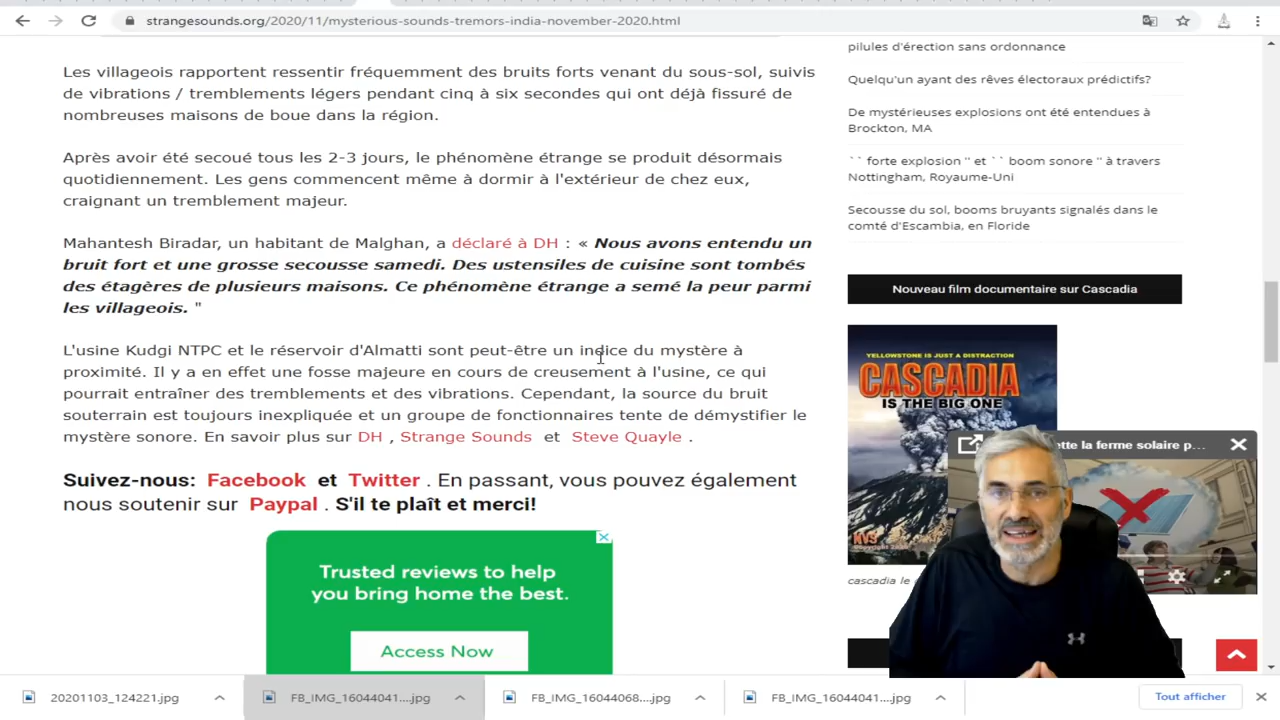 strangesounds.org/2020/11/mysterious-sounds-tremors-india-november-2020.html
Les villageois rapportent ressentir fréquemment des bruits forts venant du sous-sol, suivis
de vibrations / tremblements légers pendant cinq à six secondes qui ont déjà fissuré de
nombreuses maisons de boue dans la région.
Après avoir été secoué tous les 2-3 jours, le phénomène étrange se produit désormais
quotidiennement. Les gens commencent même à dormir à l'extérieur de chez eux,
craignant un tremblement majeur.
Mahantesh Biradar, un habitant de Malghan, a déclaré à DH : « Nous avons entendu un
bruit fort et une grosse secousse samedi. Des ustensiles de cuisine sont tombés
des étagères de plusieurs maisons. Ce phénomène étrange a semé la peur parmi
les villageois. "
L'usine Kudgi NTPC et le réservoir d'Almatti sont peut-être un indice du mystère à
proximité. Il y a en effet une fosse majeure en cours de creusement à l'usine, ce qui
pourrait entraîner des tremblements et des vibrations. Cependant, la source du bruit
souterrain est toujours inexpliquée et un groupe de fonctionnaires tente de démystifier le
mystère sonore. En savoir plus sur DH , Strange Sounds et Steve Quayle .
Suivez-nous: Facebook et Twitter . En passant, vous pouvez également
nous soutenir sur Paypal . S'il te plaît et merci!
Trusted reviews to help
you bring home the best.
Access Now
pilules d'érection sans ordonnance
Quelqu'un ayant des rêves électoraux prédictifs?
De mystérieuses explosions ont été entendues à
Brockton, MA
`` forte explosion '' et `` boom sonore '' à travers
Nottingham, Royaume-Uni
Secousse du sol, booms bruyants signalés dans le
comté d'Escambia, en Floride
Nouveau film documentaire sur Cascadia
YELLOWSTONE IS JUST A DISTRACTION
CASCADIA
IS THE BIG ONE
ette la ferme solaire p...
cascadia le
20201103_124221.jpg
FB_IMG_16044041....jpg
FB_IMG_16044068....jpg
FB_IMG_16044041....jpg
Tout afficher